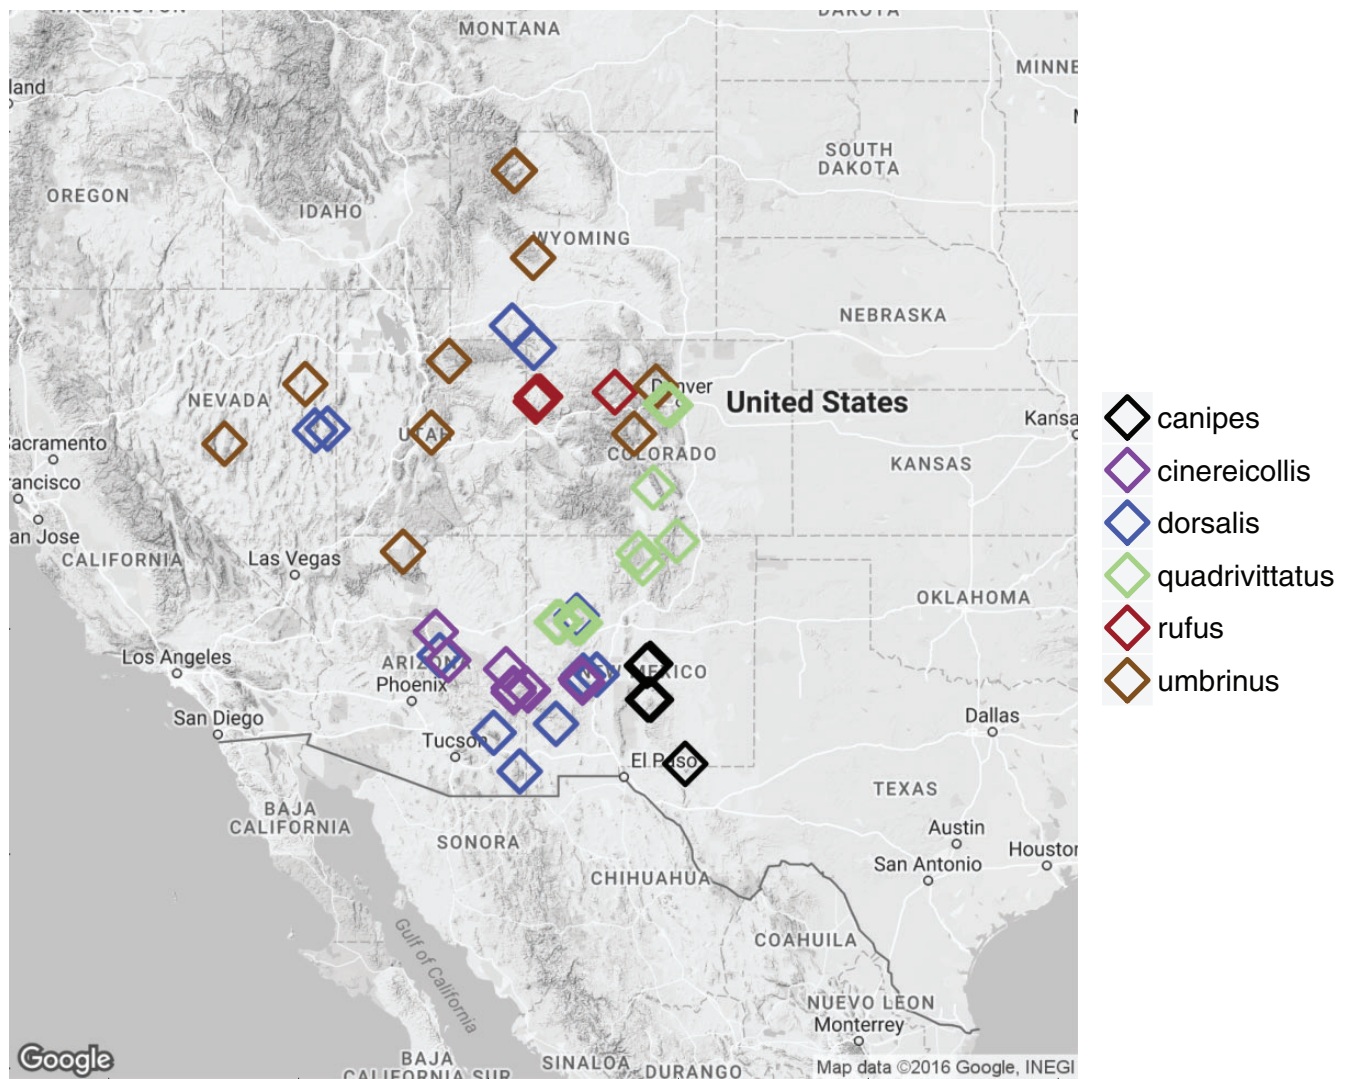 WASHINGTON
MONTANA
DAKOTA
MINNE
land
SOUTH
DAKOTA
OREGON
IDAHO
WYOMING
NEBRASKA
NEVADA
Denver
United States
Kansa
Sacramento
UTAH
COLORADO
KANSAS
rancisco
an Jose
CALIFORNIA
Las Vegas
OKLAHOMA
Los Angeles
ARIZONA
NEW MEXICO
Phoenix
San Diego
Tucson
Dallas
El Paso
TEXAS
BAJA
CALIFORNIA
SONORA
Austin
San Antonio
Houston
CHIHUAHUA
Gulf of California
COAHUILA
NUEVO LEON
Monterrey
BAJA
CALIFORNIA SUR
SINALOA
DURANGO
Google
Map data ©2016 Google, INEGI
canipes
cinereicollis
dorsalis
quadrivittatus
rufus
umbrinus